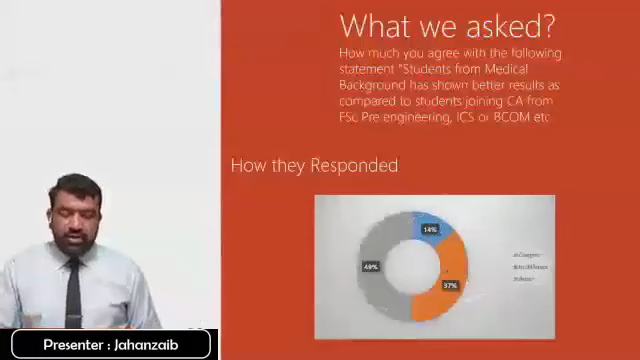 What we asked?
How much you agree with the following
statement "Students from Medical
Background has shown better results as
compared to students joining CA from
FSc Pre engineering, ICS or BCOM etc
How they Responded
14%
49%
37%
Presenter : Jahanzaib